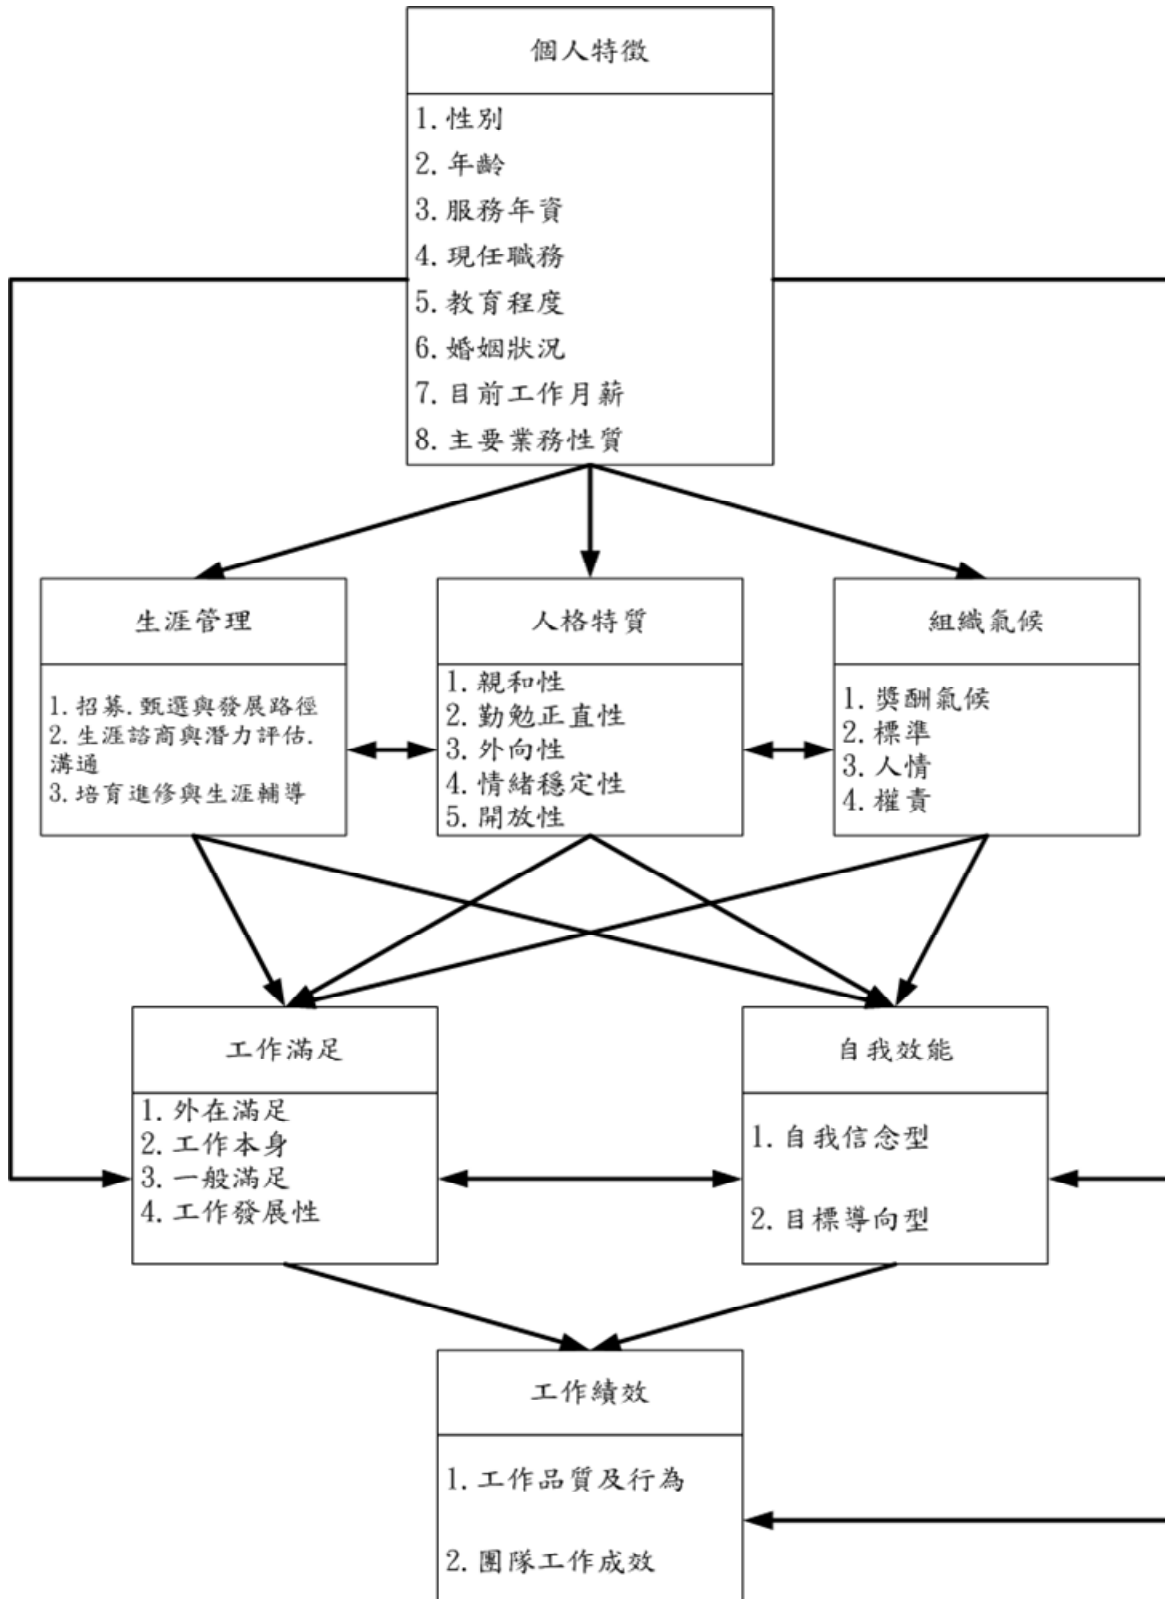 個人特徵
1. 性別
2. 年齡
3. 服務年資
4. 現任職務
5. 教育程度
6. 婚姻狀況
7. 目前工作月薪
8. 主要業務性質
生涯管理
1. 招募.甄選與發展路徑
2. 生涯諮商與潛力評估.
溝通
3. 培育進修與生涯輔導
人格特質
1. 親和性
2. 勤勉正直性
3. 外向性
4. 情緒穩定性
5. 開放性
組織氣候
1. 獎酬氣候
2. 標準
3. 人情
4. 權責
工作滿足
1. 外在滿足
2. 工作本身
3. 一般滿足
4. 工作發展性
自我效能
1. 自我信念型
2. 目標導向型
工作績效
1. 工作品質及行為
2. 團隊工作成效